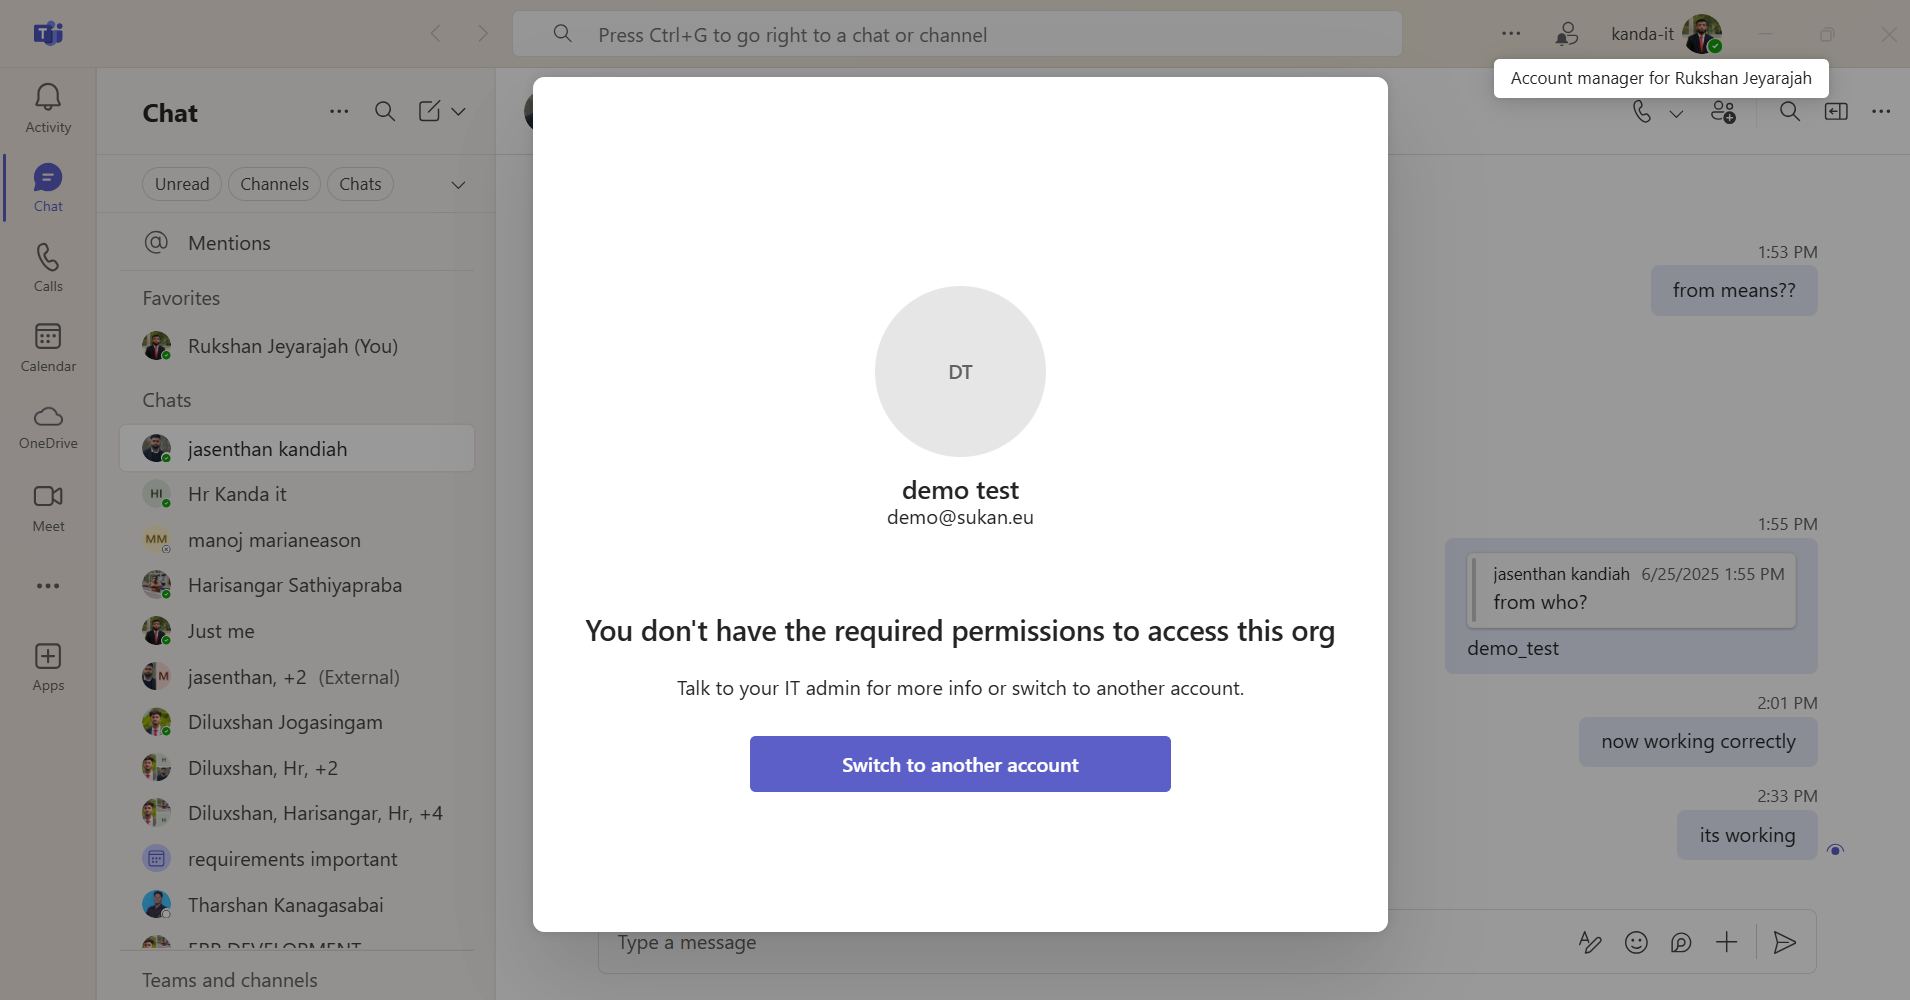 Press Ctrl+G to go right to a chat or channel
kanda-it
Account manager for Rukshan Jeyarajah
Activity
Chat
Calls
Calendar
OneDrive
Meet
Apps
Chat
Unread
Channels
Chats
Mentions
Favorites
Rukshan Jeyarajah (You)
Chats
jasenthan kandiah
HI Hr Kanda it
MM manoj marianeason
Harisangar Sathiyapraba
Just me
M jasenthan, +2 (External)
Diluxshan Jogasingam
Diluxshan, Hr, +2
Diluxshan, Harisangar, Hr, +4
requirements important
Tharshan Kanagasabai
ERP DEVELOPMENT
Teams and channels
DT
demo test
demo@sukan.eu
You don't have the required permissions to access this org
Talk to your IT admin for more info or switch to another account.
Switch to another account
1:53 PM
from means??
1:55 PM
jasenthan kandiah 6/25/2025 1:55 PM
from who?
demo_test
2:01 PM
now working correctly
2:33 PM
its working
Type a message